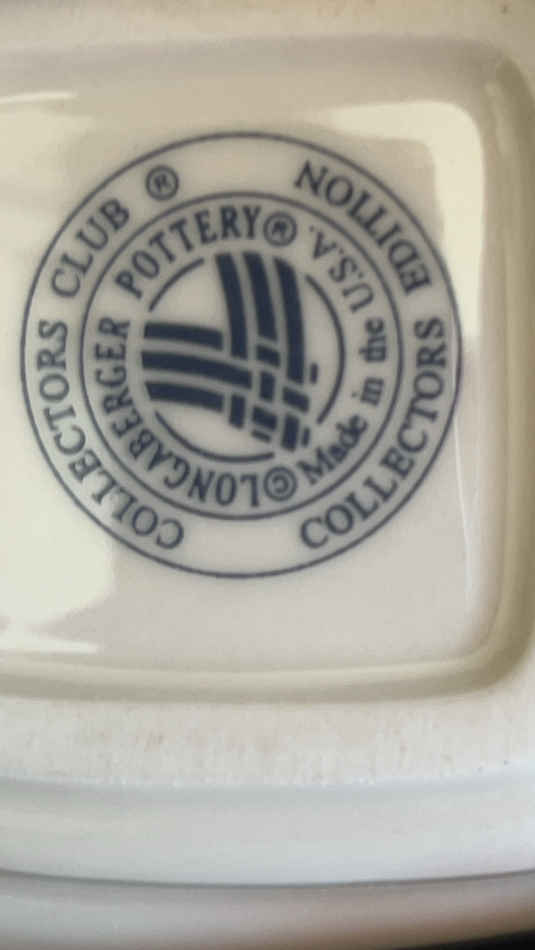 COLLECTORS CLUB ®
COLLECTORS EDITION
© LONGABERGER POTTERY ®
Made in the U.S.A.